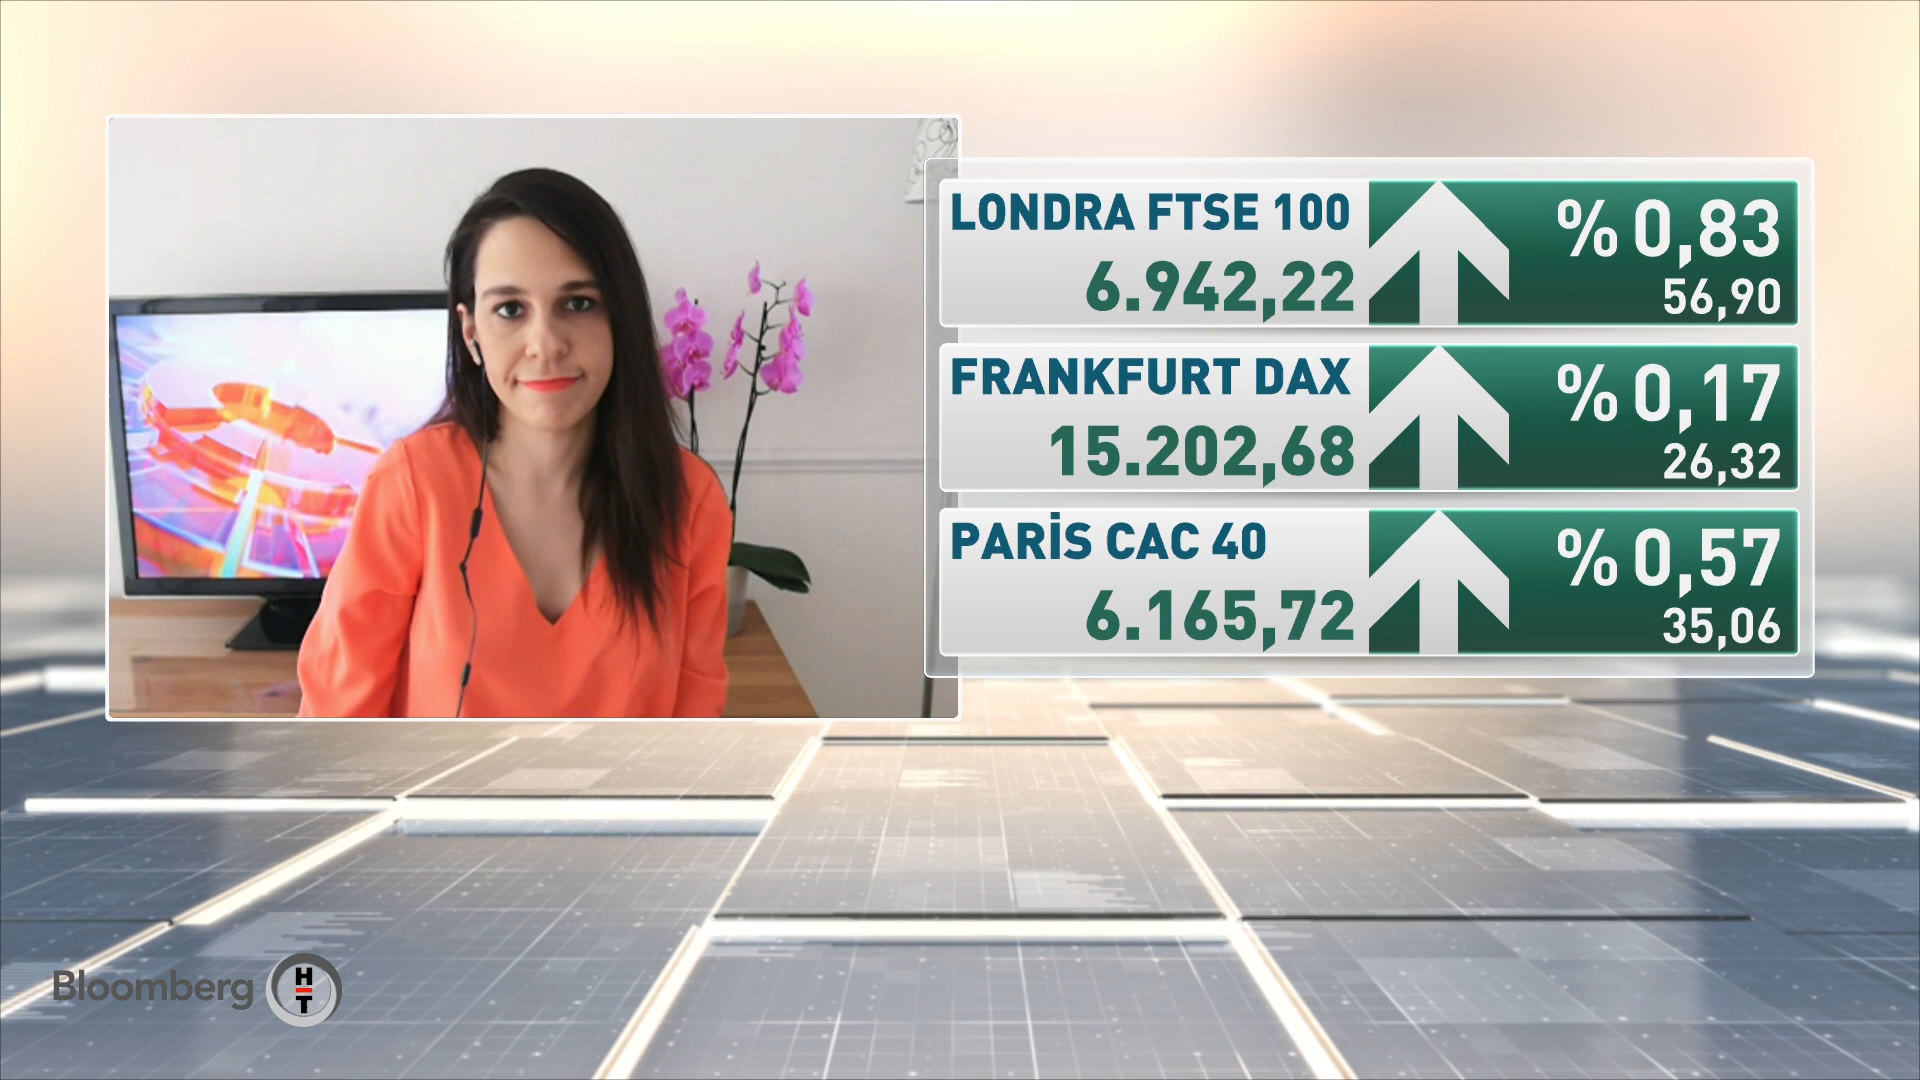 LONDRA FTSE 100
6.942,22
% 0,83
56,90
FRANKFURT DAX
15.202,68
% 0,17
26,32
PARİS CAC 40
6.165,72
% 0,57
35,06
Bloomberg HT